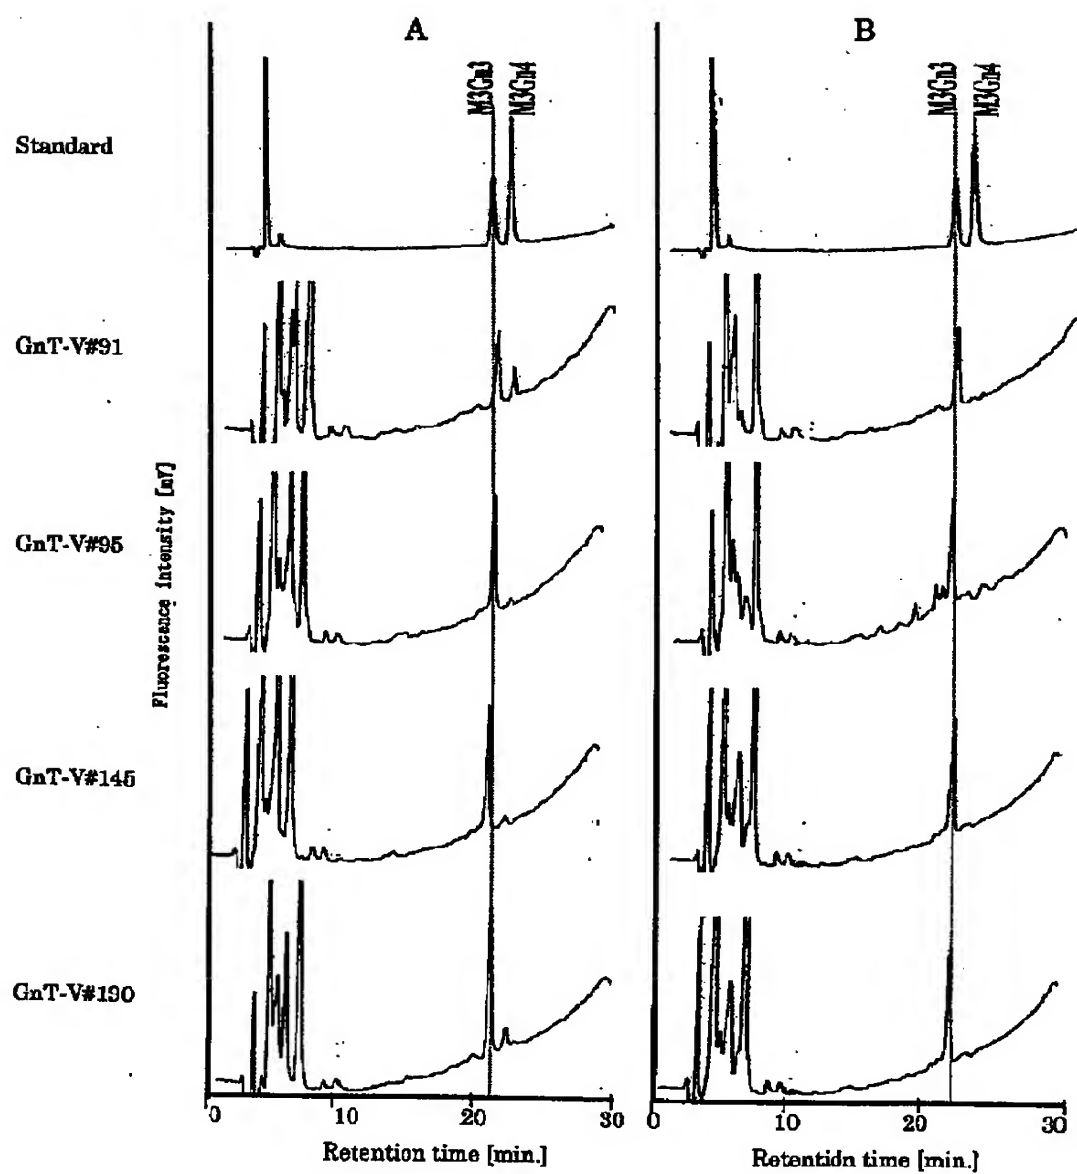 A
B
M3Gn3
M3Gn4
M3Gn3
M3Gn4
Standard
GnT-V#91
GnT-V#95
GnT-V#145
GnT-V#190
Fluorescence intensity [mV]
0 10 20 30
0 10 20 30
Retention time [min.]
Retentidn time [min.]